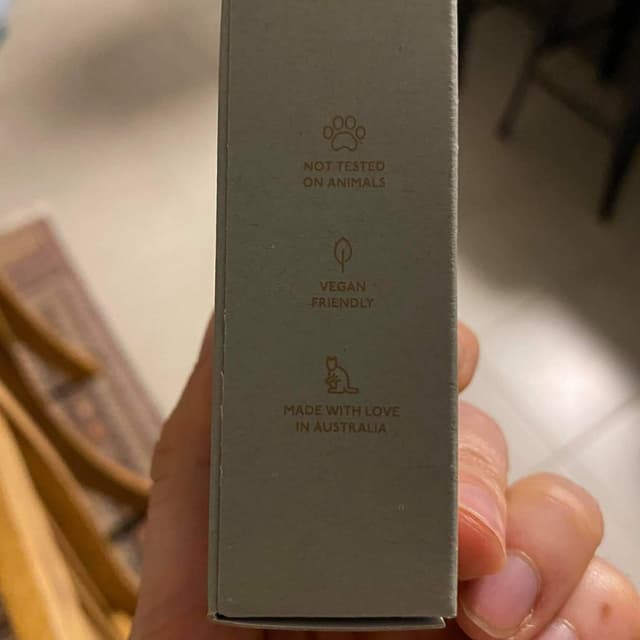 NOT TESTED
ON ANIMALS
VEGAN
FRIENDLY
MADE WITH LOVE
IN AUSTRALIA